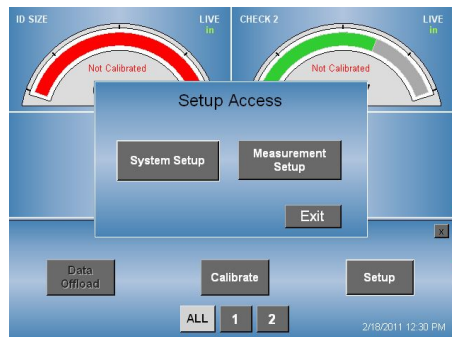 ID SIZE
LIVE
in
CHECK 2
LIVE
in
Not Calibrated
Not Calibrated
Setup Access
System Setup
Measurement
Setup
Exit
x
Data
Offload
Calibrate
Setup
ALL
1
2
2/18/2011 12:30 PM